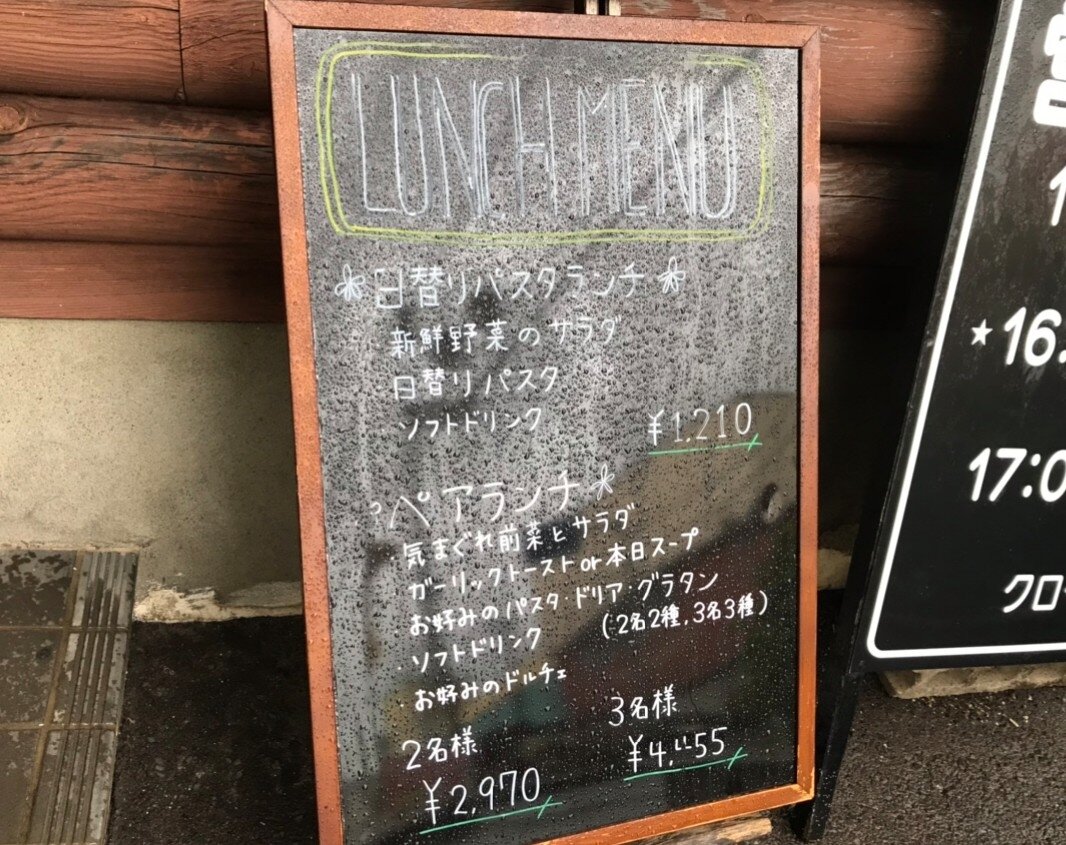 LUNCH MENU
日替りパスタランチ
・新鮮野菜のサラダ
・日替りパスタ
・ソフトドリンク
¥1,210
ペアランチ
・気まぐれ前菜とサラダ
・ガーリックトーストor本日スープ
・お好みのパスタ・ドリア・グラタン
(2名2種,3名3種)
・ソフトドリンク
・お好みのドルチェ
2名様
¥2,970
3名様
★16
17:0
クロ